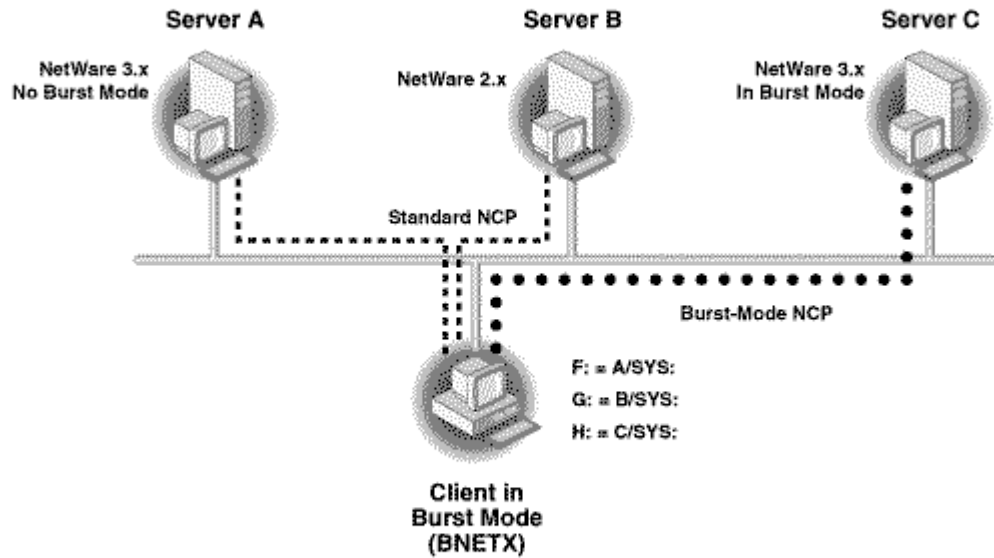 Server A
Server B
Server C
NetWare 3.x
No Burst Mode
NetWare 2.x
NetWare 3.x
In Burst Mode
Standard NCP
Burst-Mode NCP
F: = A/SYS:
G: = B/SYS:
H: = C/SYS:
Client in
Burst Mode
(BNETX)